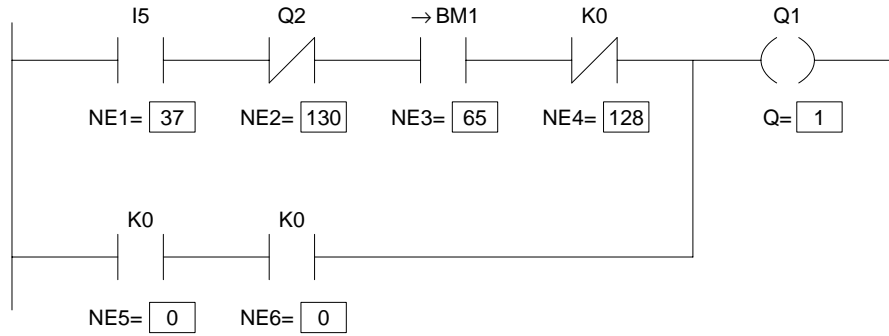 I5 Q2 → BM1 K0 Q1
NE1= 37 NE2= 130 NE3= 65 NE4= 128 Q= 1
K0 K0
NE5= 0 NE6= 0